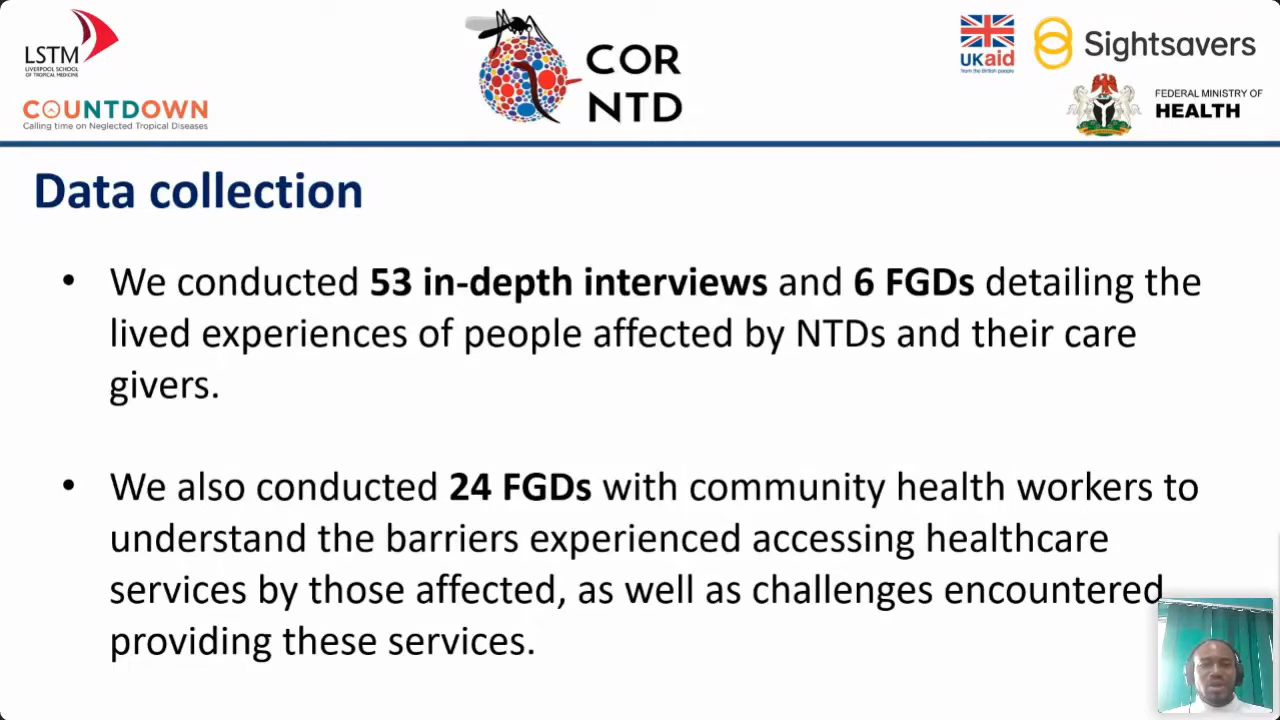 LSTM
LIVERPOOL SCHOOL
OF TROPICAL MEDICINE
COUNTDOWN
Calling time on Neglected Tropical Diseases
COR
NTD
UKaid
from the British people
Sightsavers
FEDERAL MINISTRY OF
HEALTH
Data collection
• We conducted 53 in-depth interviews and 6 FGDs detailing the
lived experiences of people affected by NTDs and their care
givers.
• We also conducted 24 FGDs with community health workers to
understand the barriers experienced accessing healthcare
services by those affected, as well as challenges encountered
providing these services.